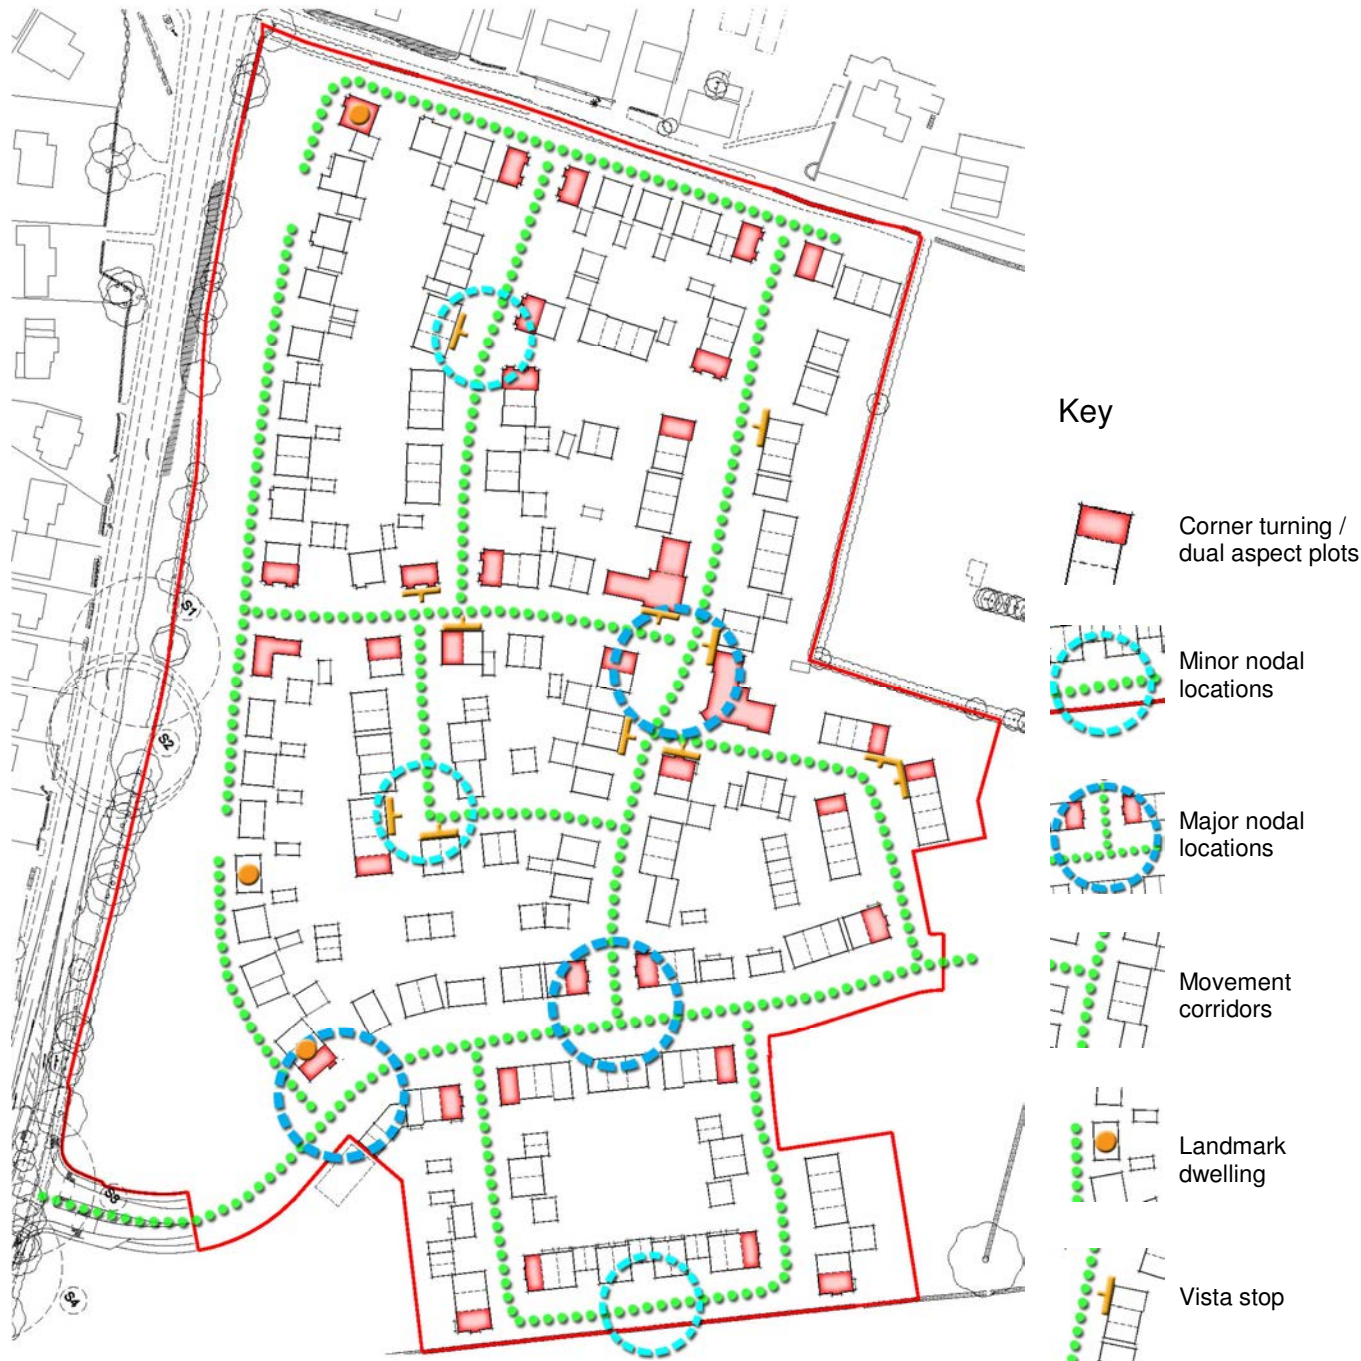 Key
Corner turning /
dual aspect plots
Minor nodal
locations
Major nodal
locations
Movement
corridors
Landmark
dwelling
Vista stop
S1
S2
S3
S4